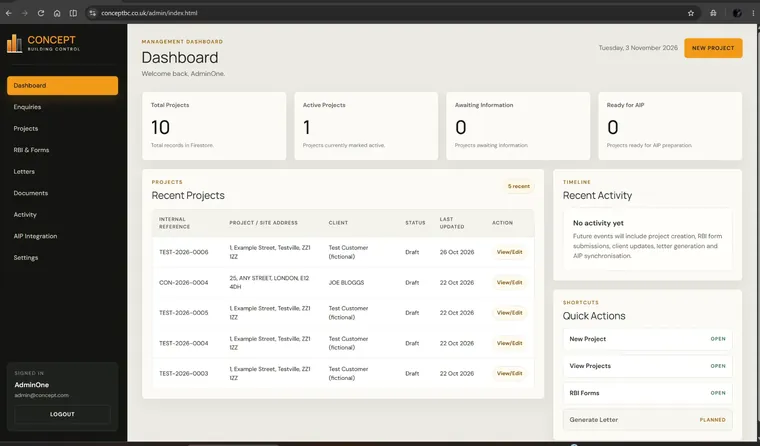 conceptbc.co.uk/admin/index.html
CONCEPT
BUILDING CONTROL
Dashboard
Enquiries
Projects
RBI & Forms
Letters
Documents
Activity
AIP Integration
Settings
SIGNED IN
AdminOne
admin@concept.com
LOGOUT
MANAGEMENT DASHBOARD
Dashboard
Welcome back, AdminOne.
Tuesday, 3 November 2026
NEW PROJECT
Total Projects
10
Total records in Firestore.
Active Projects
1
Projects currently marked active.
Awaiting Information
0
Projects awaiting information.
Ready for AIP
0
Projects ready for AIP preparation.
PROJECTS
Recent Projects
5 recent
INTERNAL REFERENCE PROJECT / SITE ADDRESS CLIENT STATUS LAST UPDATED ACTION
TEST-2026-0006 1, Example Street, Testville, ZZ1 1ZZ Test Customer (fictional) Draft 26 Oct 2026 View/Edit
CON-2026-0004 25, ANY STREET, LONDON, E12 4DH JOE BLOGGS Draft 22 Oct 2026 View/Edit
TEST-2026-0005 1, Example Street, Testville, ZZ1 1ZZ Test Customer (fictional) Draft 22 Oct 2026 View/Edit
TEST-2026-0004 1, Example Street, Testville, ZZ1 1ZZ Test Customer (fictional) Draft 22 Oct 2026 View/Edit
TEST-2026-0003 1, Example Street, Testville, ZZ1 1ZZ Test Customer (fictional) Draft 22 Oct 2026 View/Edit
TIMELINE
Recent Activity
No activity yet
Future events will include project creation, RBI form
submissions, client updates, letter generation and
AIP synchronisation.
SHORTCUTS
Quick Actions
New Project OPEN
View Projects OPEN
RBI Forms OPEN
Generate Letter PLANNED